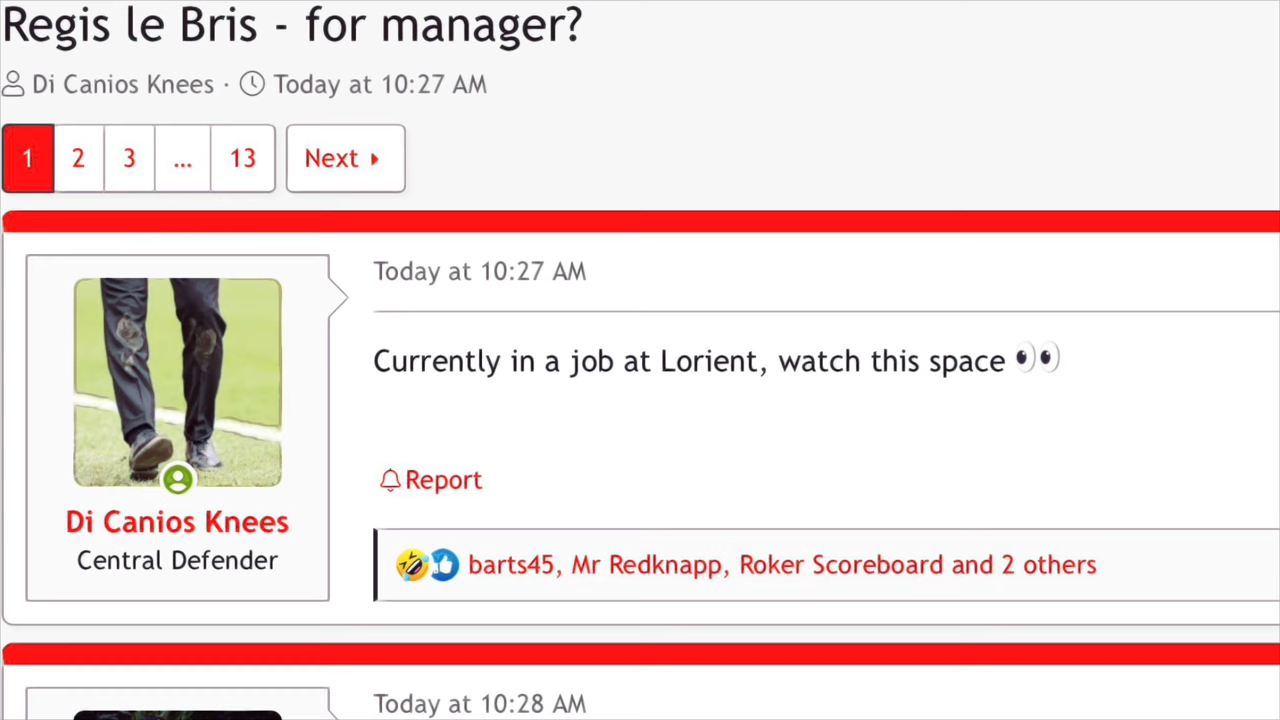 Regis le Bris - for manager?
Di Canios Knees · Today at 10:27 AM
1 2 3 ... 13 Next
Today at 10:27 AM
Currently in a job at Lorient, watch this space 👀
Report
Di Canios Knees
Central Defender
barts45, Mr Redknapp, Roker Scoreboard and 2 others
Today at 10:28 AM